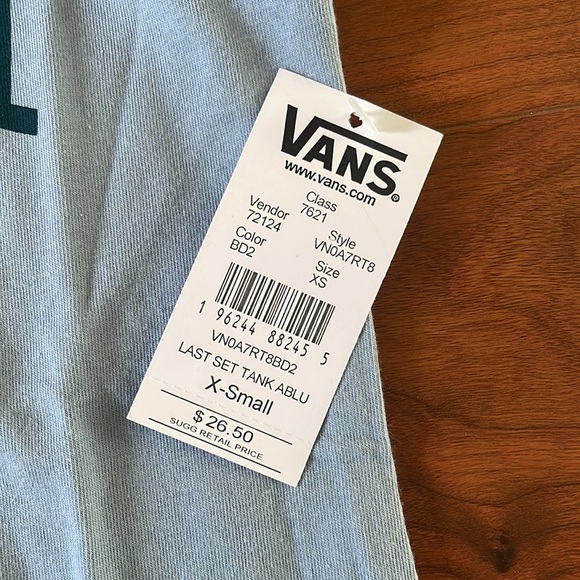 VANS®
www.vans.com
Class
7621
Vendor
72124
Style
VN0A7RT8
Color
BD2
Size
XS
1 96244 88245 5
VN0A7RT8BD2
LAST SET TANK ABLU
X-Small
$ 26.50
SUGG RETAIL PRICE